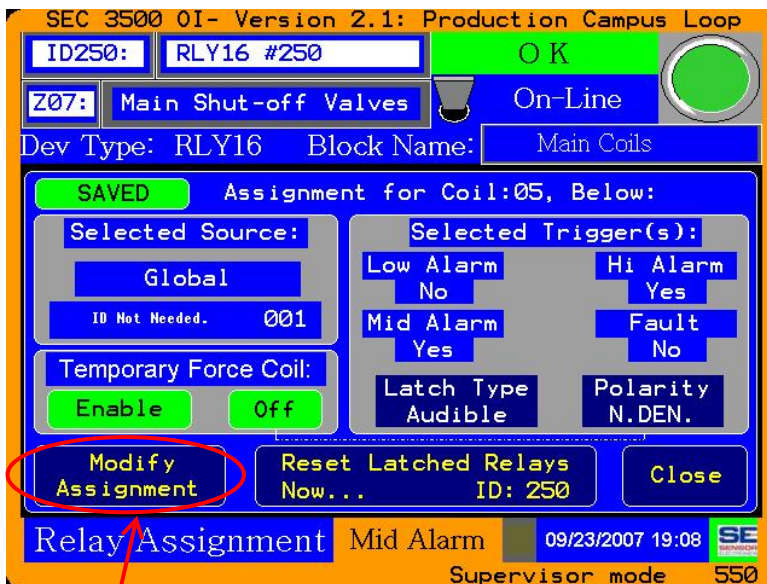 SEC 3500 OI- Version 2.1: Production Campus Loop
ID250: RLY16 #250 O K
Z07: Main Shut-off Valves On-Line
Dev Type: RLY16 Block Name: Main Coils
SAVED Assignment for Coil:05, Below:
Selected Source:
Global
ID Not Needed. 001
Temporary Force Coil:
Enable Off
Selected Trigger(s):
Low Alarm Hi Alarm
No Yes
Mid Alarm Fault
Yes No
Latch Type Polarity
Audible N.DEN.
Modify
Assignment
Reset Latched Relays
Now... ID: 250
Close
Relay Assignment Mid Alarm 09/23/2007 19:08 SE
SENSOR
Supervisor mode 550